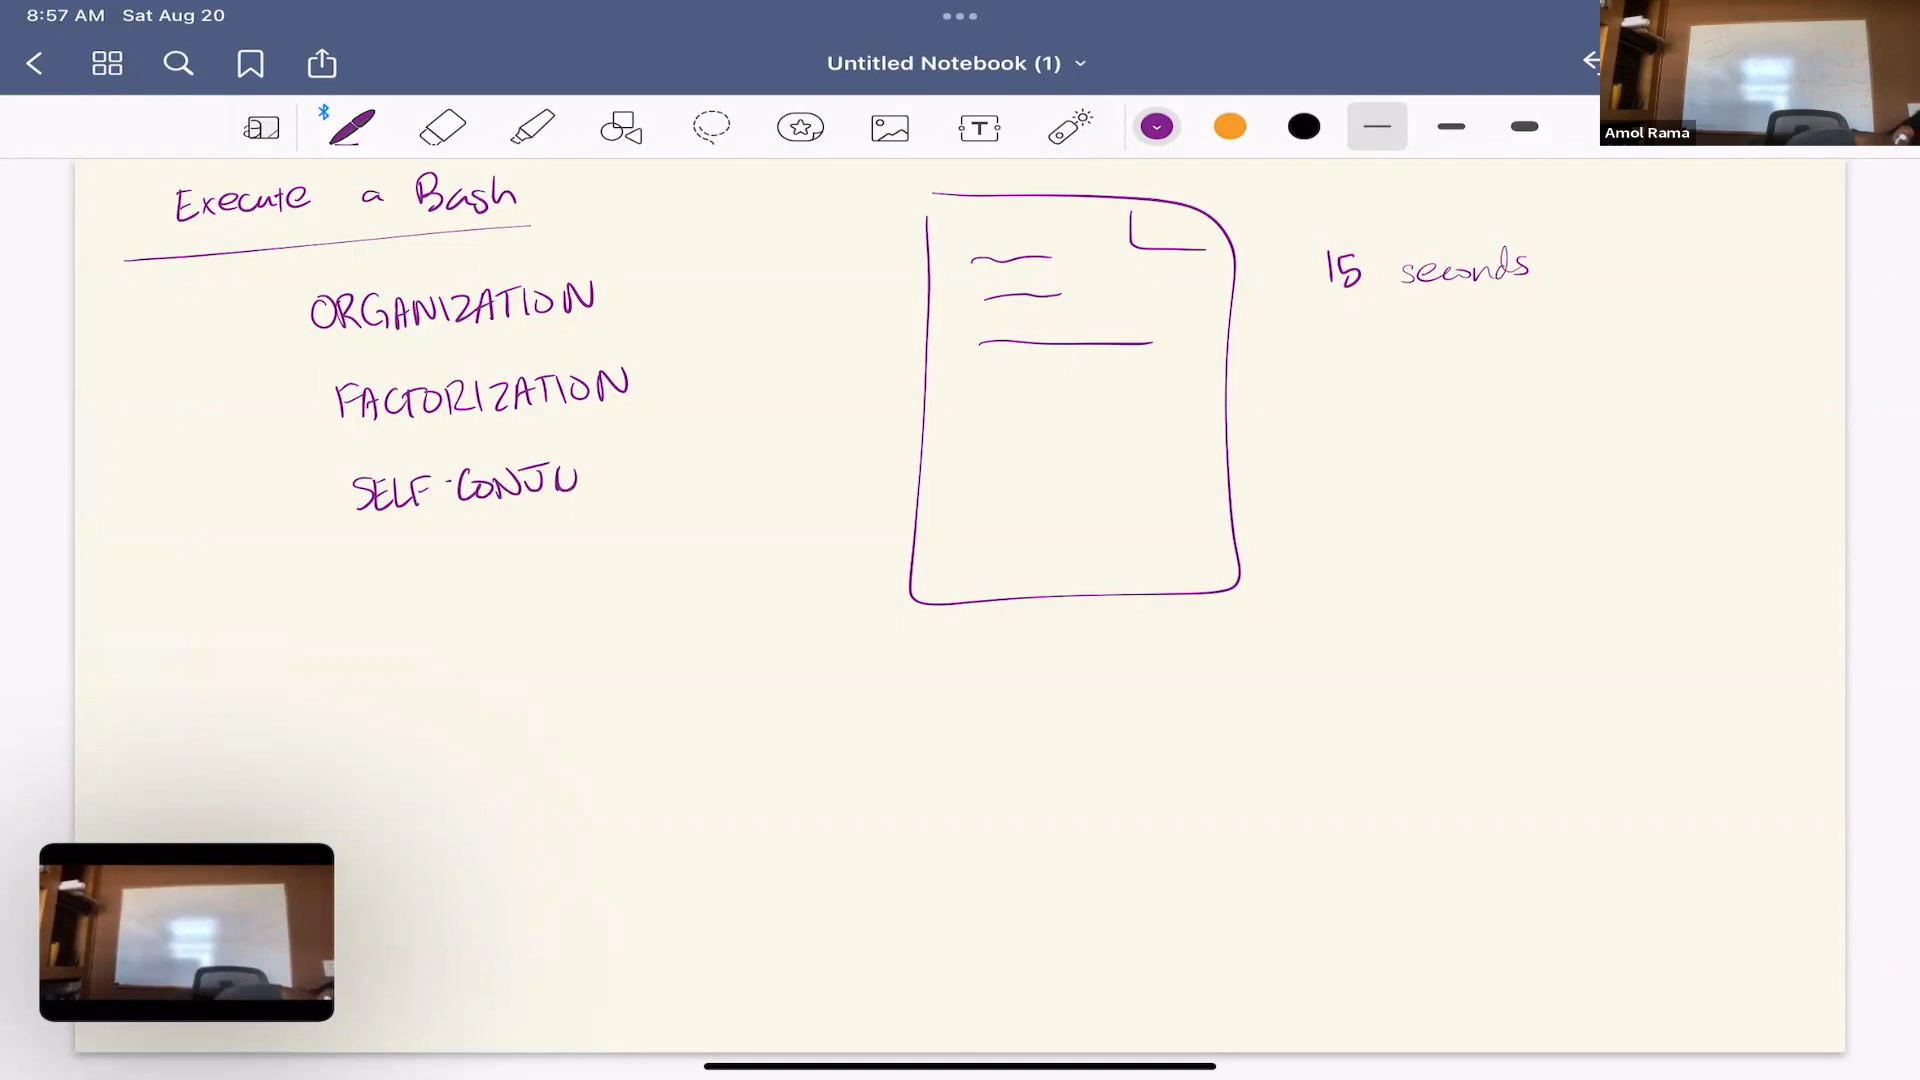 8:57 AM Sat Aug 20
Untitled Notebook (1)
Amol Rama
Execute a Bash
ORGANIZATION
FACTORIZATION
SELF-CONJU
15 seconds